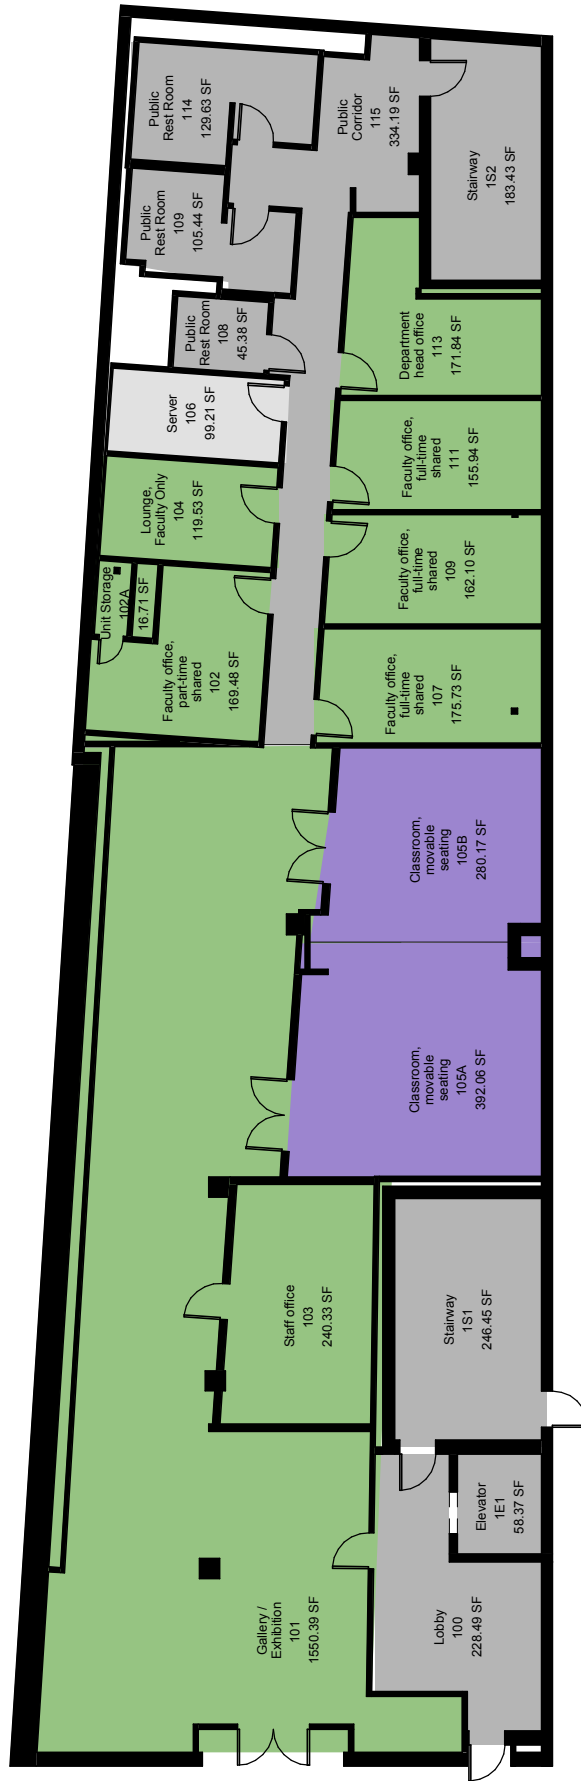 Public
Rest Room
114
129.63 SF
Public
Corridor
115
334.19 SF
Stairway
1S2
183.43 SF
Public
Rest Room
109
105.44 SF
Public
Rest Room
108
45.38 SF
Department
head office
113
171.84 SF
Server
106
99.21 SF
Faculty office,
full-time
shared
111
155.94 SF
Lounge,
Faculty Only
104
119.53 SF
Faculty office,
full-time
shared
109
162.10 SF
Unit Storage
102A
16.71 SF
Faculty office,
part-time
shared
102
169.48 SF
Faculty office,
full-time
shared
107
175.73 SF
Classroom,
movable
seating
105B
280.17 SF
Classroom,
movable
seating
105A
392.06 SF
Staff office
103
240.33 SF
Stairway
1S1
246.45 SF
Elevator
1E1
58.37 SF
Gallery /
Exhibition
101
1550.39 SF
Lobby
100
228.49 SF